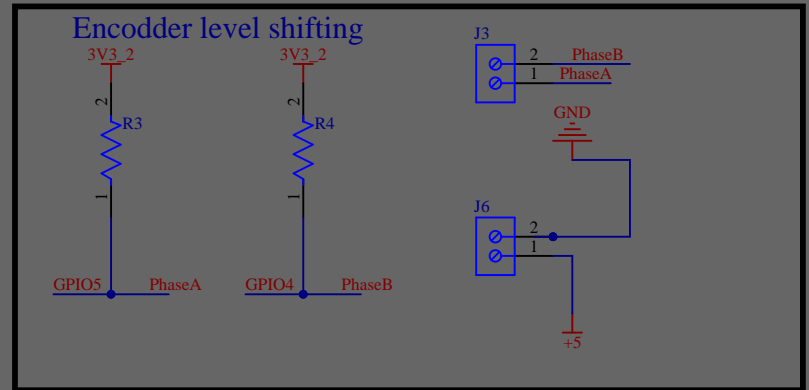 Encodder level shifting
3V3_2
3V3_2
2
R3
1
2
R4
1
GPIO5
PhaseA
GPIO4
PhaseB
J3
2
PhaseB
1
PhaseA
GND
J6
2
1
+5